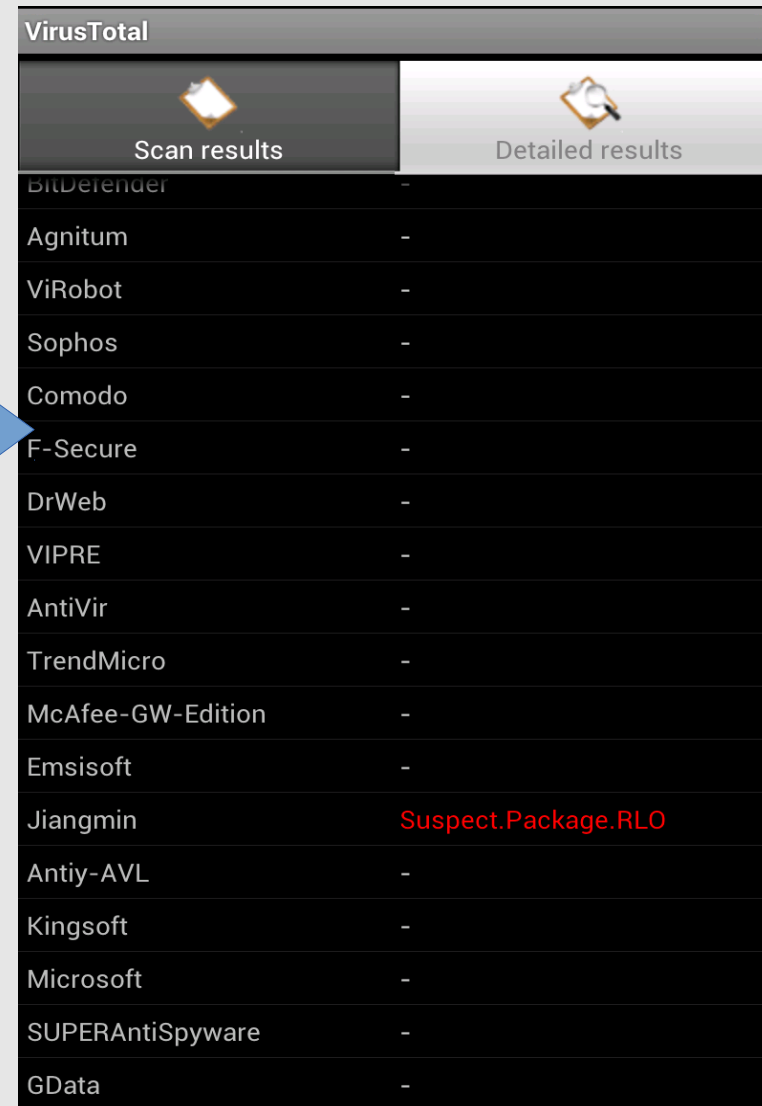 VirusTotal
Scan results Detailed results
BitDefender -
Agnitum -
ViRobot -
Sophos -
Comodo -
F-Secure -
DrWeb -
VIPRE -
AntiVir -
TrendMicro -
McAfee-GW-Edition -
Emsisoft -
Jiangmin Suspect.Package.RLO
Antiy-AVL -
Kingsoft -
Microsoft -
SUPERAntiSpyware -
GData -